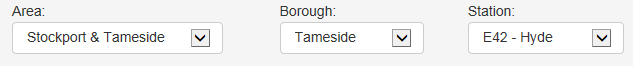 Area: Borough: Station:
Stockport & Tameside Tameside E42 - Hyde